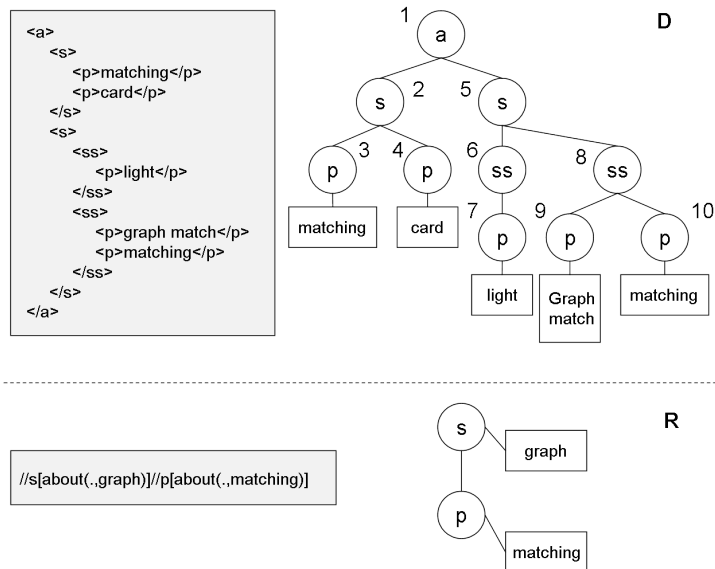 <a>
<s>
<p>matching</p>
<p>card</p>
</s>
<s>
<ss>
<p>light</p>
</ss>
<ss>
<p>graph match</p>
<p>matching</p>
</ss>
</s>
</a>
D
1
a
2
s
5
s
3
p
4
p
6
ss
8
ss
matching
card
7
p
9
p
10
p
light
Graph
match
matching
R
//s[about(.,graph)]//p[about(.,matching)]
s
graph
p
matching